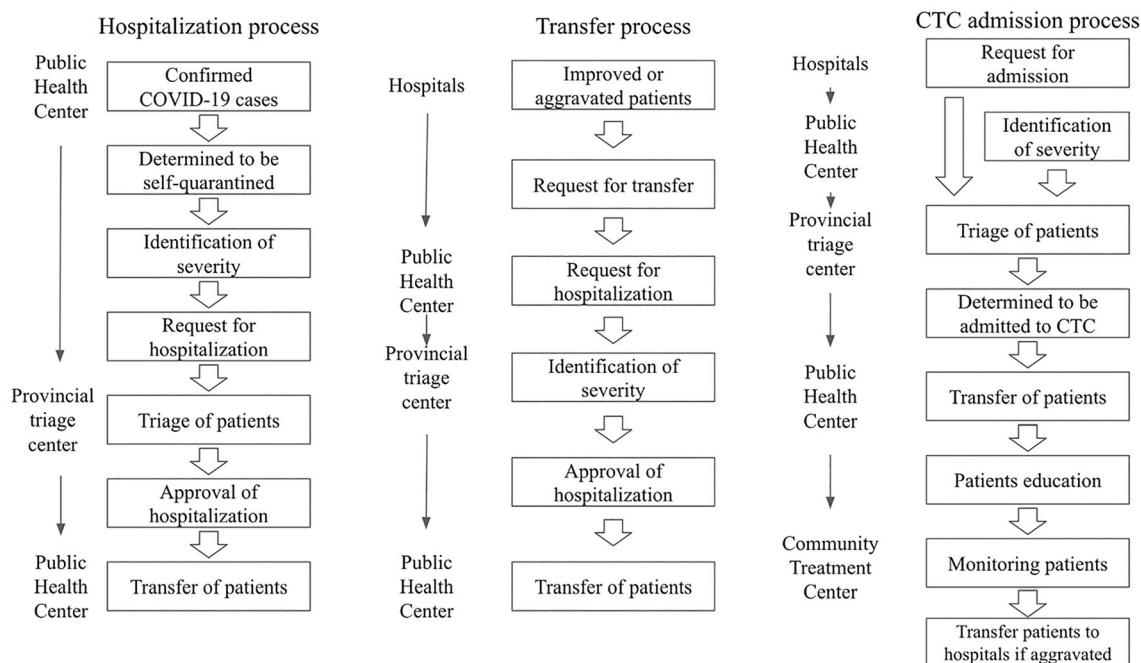 Hospitalization process
Public
Health
Center
Confirmed
COVID-19 cases
Determined to be
self-quarantined
Identification of
severity
Request for
hospitalization
Provincial
triage
center
Triage of patients
Approval of
hospitalization
Public
Health
Center
Transfer of patients
Transfer process
Hospitals
Improved or
aggravated patients
Request for transfer
Public
Health
Center
Request for
hospitalization
Provincial
triage
center
Identification of
severity
Approval of
hospitalization
Public
Health
Center
Transfer of patients
CTC admission process
Hospitals
Request for
admission
Public
Health
Center
Identification
of severity
Provincial
triage
center
Triage of patients
Determined to be
admitted to CTC
Public
Health
Center
Transfer of patients
Patients education
Community
Treatment
Center
Monitoring patients
Transfer patients to
hospitals if aggravated